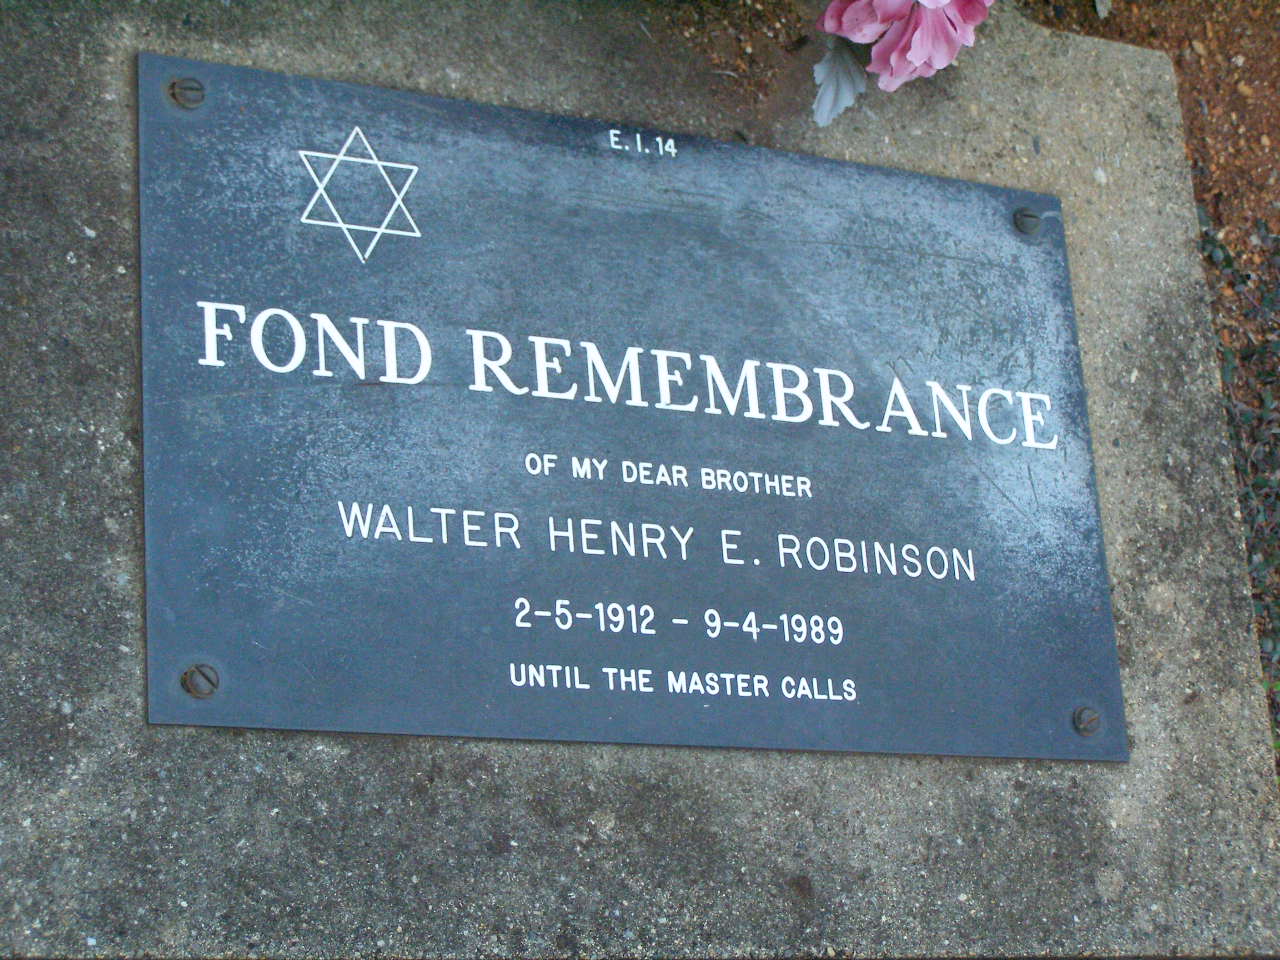 E.I.14
FOND REMEMBRANCE
OF MY DEAR BROTHER
WALTER HENRY E. ROBINSON
2-5-1912 - 9-4-1989
UNTIL THE MASTER CALLS